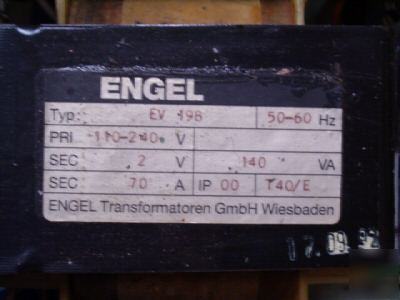 ENGEL
Typ: EV 198 50-60 Hz
PRI 110-240 V
SEC 2 V 140 VA
SEC 70 A IP 00 T40/E
ENGEL Transformatoren GmbH Wiesbaden
17.09.92